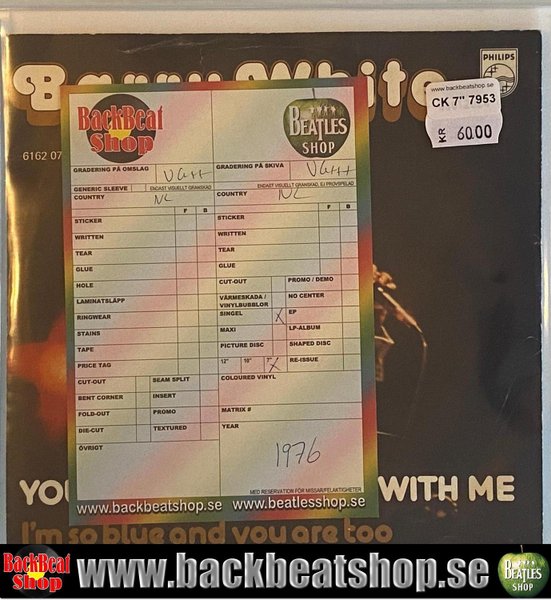 Barry White
PHILIPS
www.backbeatshop.se
CK 7" 7953
KR 60.00
6162 07
BackBeat
Shop
BEATLES
SHOP
GRADERING PÅ OMSLAG VG++
GRADERING PÅ SKIVA VG++
GENERIC SLEEVE ENDAST VISUELLT GRANSKAD
ENDAST VISUELLT GRANSKAD, EJ PROVSPELAD
COUNTRY NL
COUNTRY NL
F B
STICKER
WRITTEN
TEAR
GLUE
HOLE
LAMINATSLÄPP
RINGWEAR
STAINS
TAPE
PRICE TAG
CUT-OUT SEAM SPLIT
BENT CORNER INSERT
FOLD-OUT PROMO
DIE-CUT TEXTURED
ÖVRIGT
F B
STICKER
WRITTEN
TEAR
GLUE
CUT-OUT PROMO / DEMO
VÄRMESKADA / VINYLBUBBLOR NO CENTER
SINGEL X EP
MAXI LP-ALBUM
PICTURE DISC SHAPED DISC
12" 10" 7" X RE-ISSUE
COLOURED VINYL
MATRIX #
YEAR
1976
MED RESERVATION FÖR MISSAR/FELAKTIGHETER
www.backbeatshop.se www.beatlesshop.se
YO WITH ME
I'm so blue and you are too
BackBeat
Shop
www.backbeatshop.se
BEATLES
SHOP